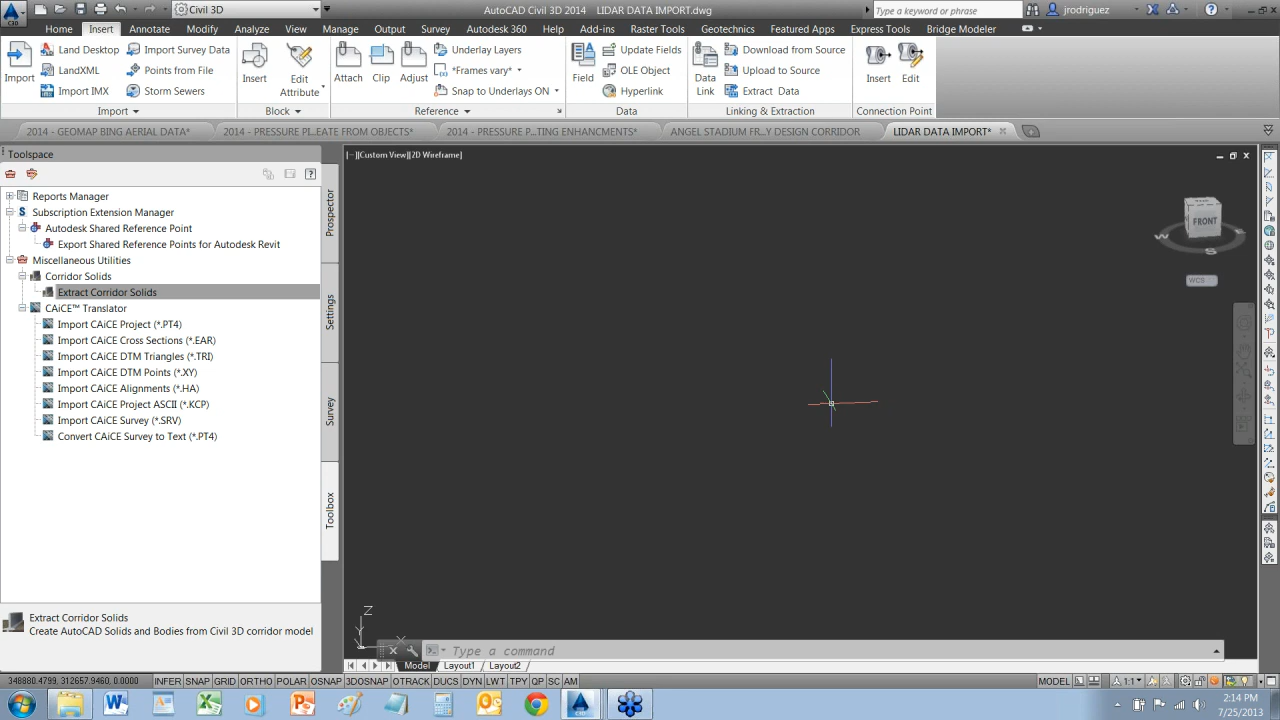 Civil 3D
AutoCAD Civil 3D 2014 LIDAR DATA IMPORT.dwg
Type a keyword or phrase
jrodriguez
Home Insert Annotate Modify Analyze View Manage Output Survey Autodesk 360 Help Add-ins Raster Tools Geotechnics Featured Apps Express Tools Bridge Modeler
Import
Land Desktop
LandXML
Import IMX
Import Survey Data
Points from File
Storm Sewers
Insert
Edit
Attribute
Attach
Clip
Adjust
Underlay Layers
*Frames vary*
Snap to Underlays ON
Field
Update Fields
OLE Object
Hyperlink
Data
Link
Download from Source
Upload to Source
Extract Data
Insert
Edit
Import Block Reference Data Linking & Extraction Connection Point
2014 - GEOMAP BING AERIAL DATA* 2014 - PRESSURE PI...EATE FROM OBJECTS* 2014 - PRESSURE P...TING ENHANCMENTS* ANGEL STADIUM FR...Y DESIGN CORRIDOR LIDAR DATA IMPORT*
Toolspace
Reports Manager
Subscription Extension Manager
Autodesk Shared Reference Point
Export Shared Reference Points for Autodesk Revit
Miscellaneous Utilities
Corridor Solids
Extract Corridor Solids
CAiCE™ Translator
Import CAiCE Project (*.PT4)
Import CAiCE Cross Sections (*.EAR)
Import CAiCE DTM Triangles (*.TRI)
Import CAiCE DTM Points (*.XY)
Import CAiCE Alignments (*.HA)
Import CAiCE Project ASCII (*.KCP)
Import CAiCE Survey (*.SRV)
Convert CAiCE Survey to Text (*.PT4)
Prospector
Settings
Survey
Toolbox
Extract Corridor Solids
Create AutoCAD Solids and Bodies from Civil 3D corridor model
[−][Custom View][2D Wireframe]
FRONT
W
S
WCS
Z
Y
X
Type a command
Model Layout1 Layout2
348880.4799, 312657.9460, 0.0000 INFER SNAP GRID ORTHO POLAR OSNAP 3DOSNAP OTRACK DUCS DYN LWT TPY QP SC AM
MODEL
1:1
2:14 PM
7/25/2013